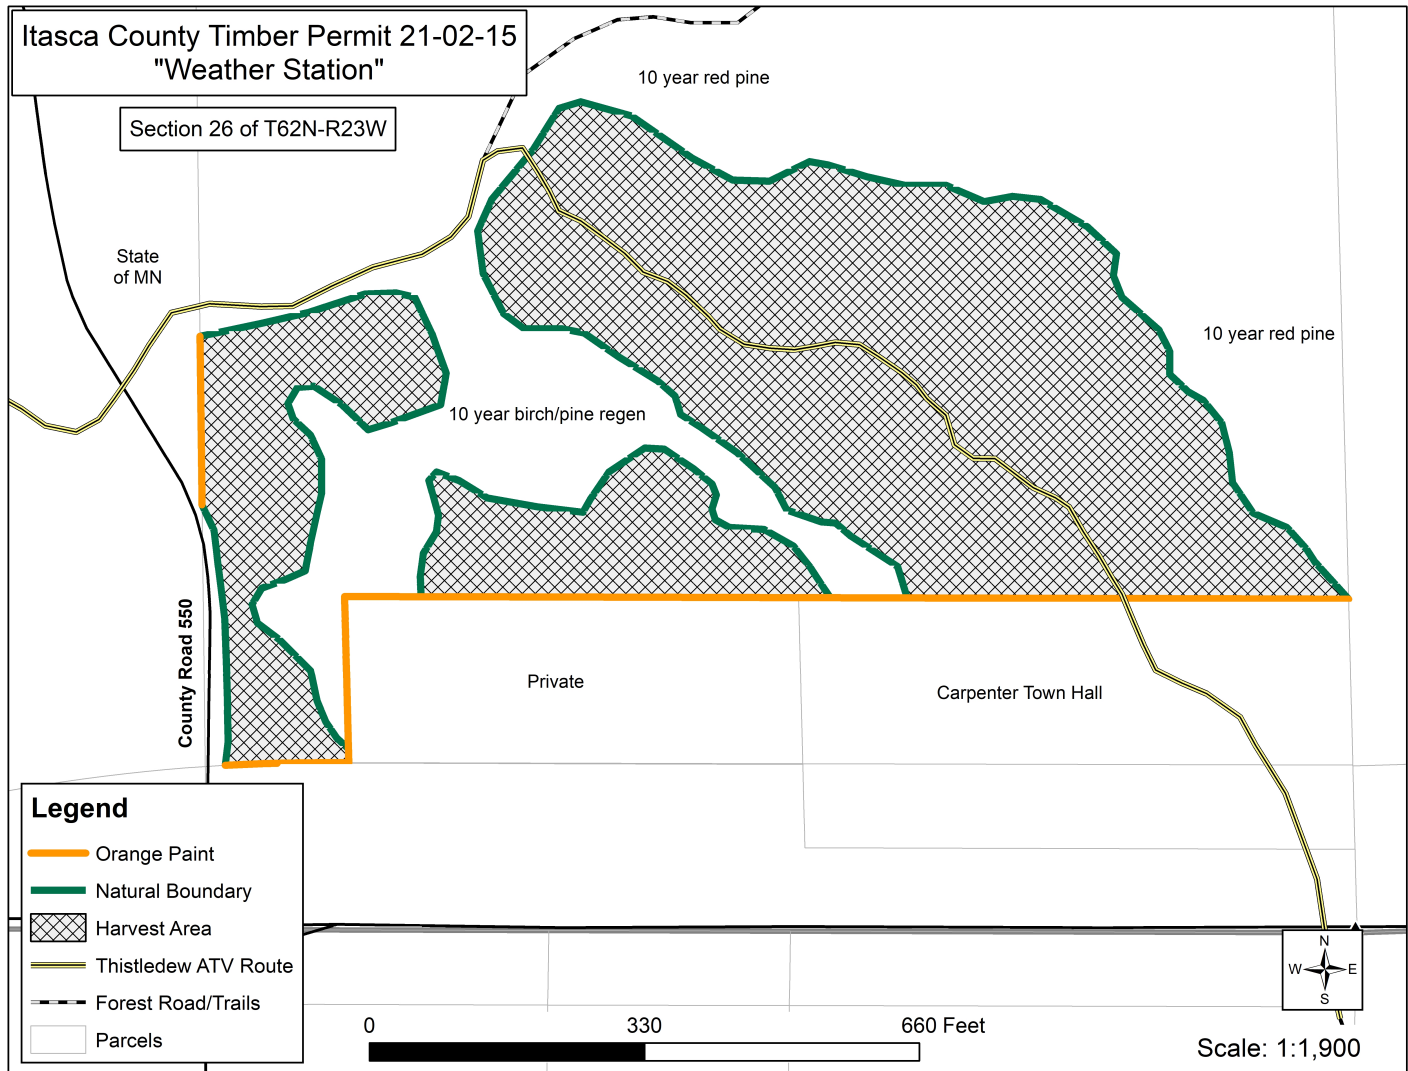 Itasca County Timber Permit 21-02-15
"Weather Station"
Section 26 of T62N-R23W
10 year red pine
State
of MN
10 year red pine
10 year birch/pine regen
County Road 550
Private
Carpenter Town Hall
Legend
Orange Paint
Natural Boundary
Harvest Area
Thistledew ATV Route
Forest Road/Trails
Parcels
0 330 660 Feet
N
W E
S
Scale: 1:1,900